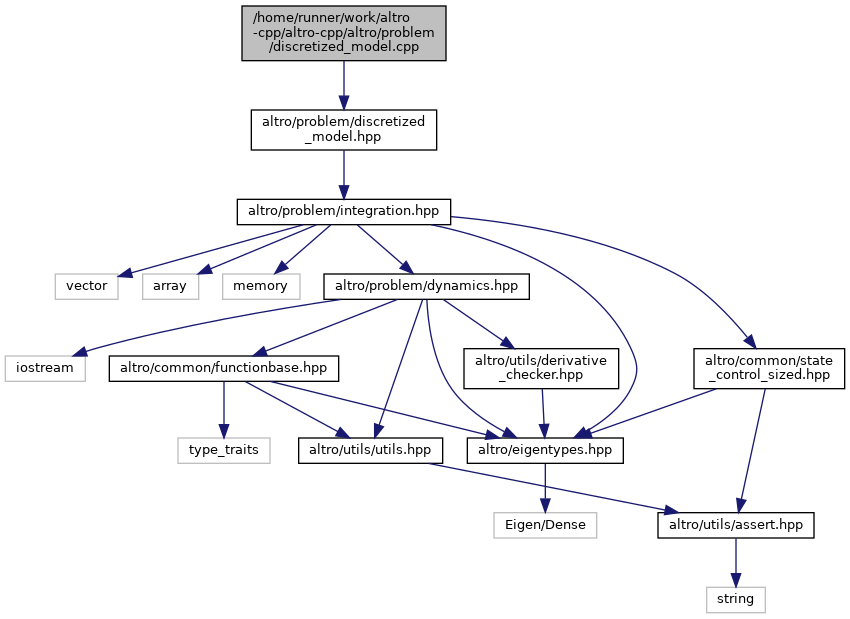 /home/runner/work/altro
-cpp/altro-cpp/altro/problem
/discretized_model.cpp
altro/problem/discretized
_model.hpp
altro/problem/integration.hpp
vector
array
memory
altro/problem/dynamics.hpp
iostream
altro/common/functionbase.hpp
altro/utils/derivative
_checker.hpp
altro/common/state
_control_sized.hpp
type_traits
altro/utils/utils.hpp
altro/eigentypes.hpp
Eigen/Dense
altro/utils/assert.hpp
string